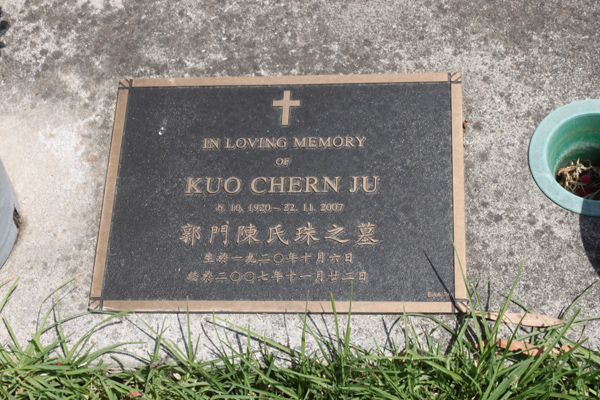 IN LOVING MEMORY
OF
KUO CHERN JU
6. 10. 1920 – 22. 11. 2007
郭門陳氏珠之墓
生於一九二〇年十月六日
終於二〇〇七年十一月廿二日